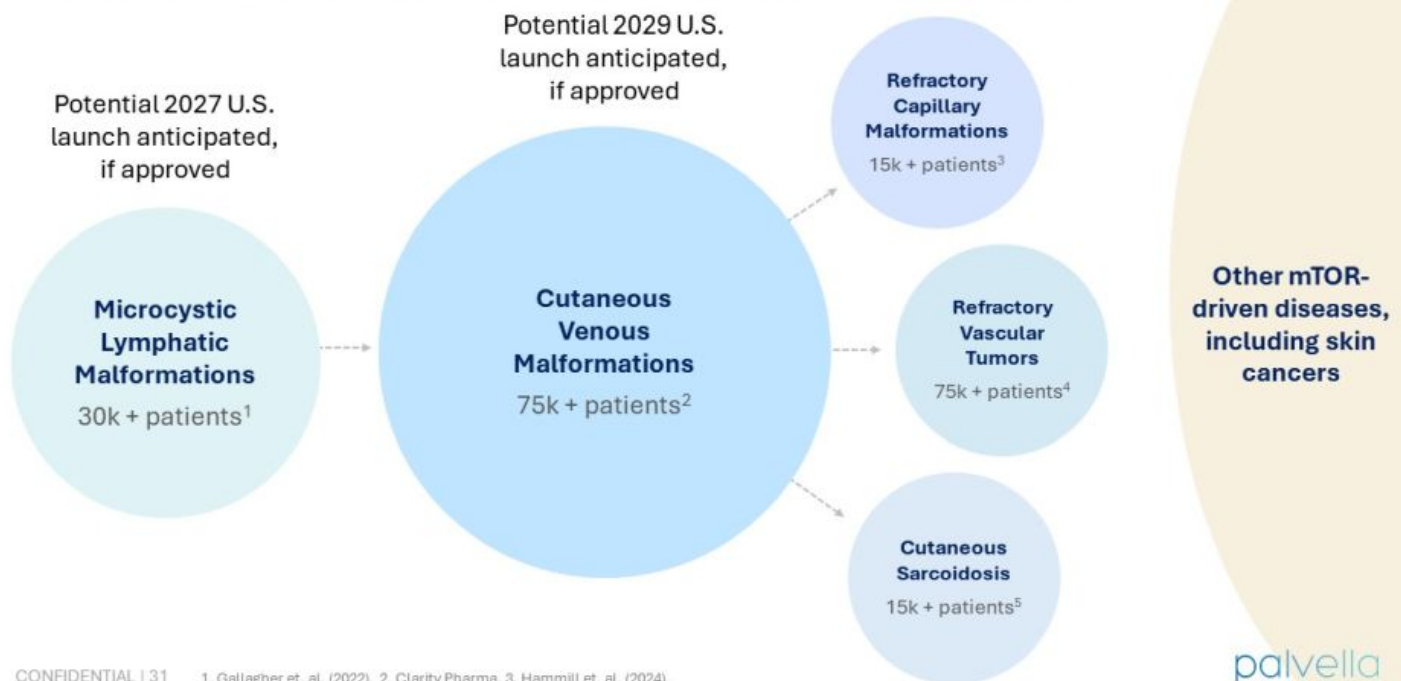 Potential 2027 U.S.
launch anticipated,
if approved
Microcystic
Lymphatic
Malformations
30k + patients¹
Potential 2029 U.S.
launch anticipated,
if approved
Cutaneous
Venous
Malformations
75k + patients²
Refractory
Capillary
Malformations
15k + patients³
Refractory
Vascular
Tumors
75k + patients⁴
Cutaneous
Sarcoidosis
15k + patients⁵
Other mTOR-
driven diseases,
including skin
cancers
CONFIDENTIAL | 31
1. Gallagher et. al. (2022), 2. Clarity Pharma, 3. Hammill et. al. (2024)
palvella